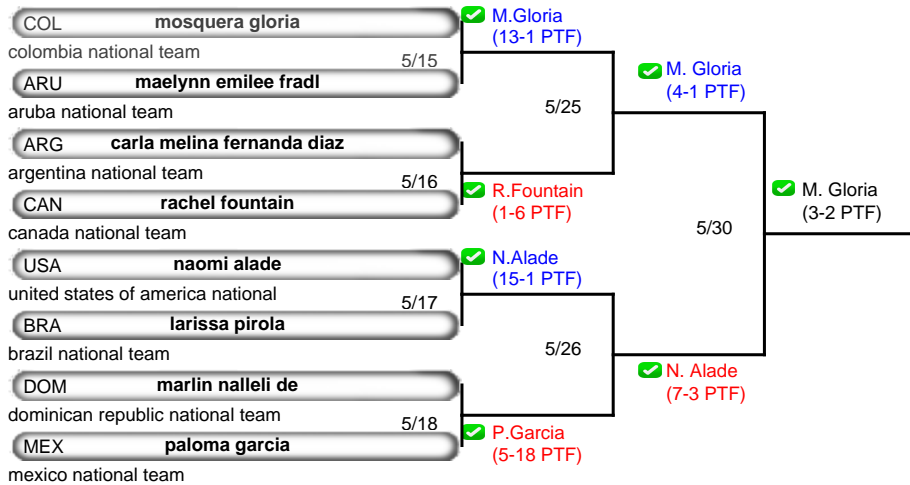 COL mosquera gloria
colombia national team
5/15
ARU maelynn emilee fradl
aruba national team
ARG carla melina fernanda diaz
argentina national team
5/16
CAN rachel fountain
canada national team
USA naomi alade
united states of america national
5/17
BRA larissa pirola
brazil national team
DOM marlin nalleli de
dominican republic national team
5/18
MEX paloma garcia
mexico national team
M.Gloria
(13-1 PTF)
5/25
R.Fountain
(1-6 PTF)
N.Alade
(15-1 PTF)
5/26
P.Garcia
(5-18 PTF)
M. Gloria
(4-1 PTF)
5/30
N. Alade
(7-3 PTF)
M. Gloria
(3-2 PTF)